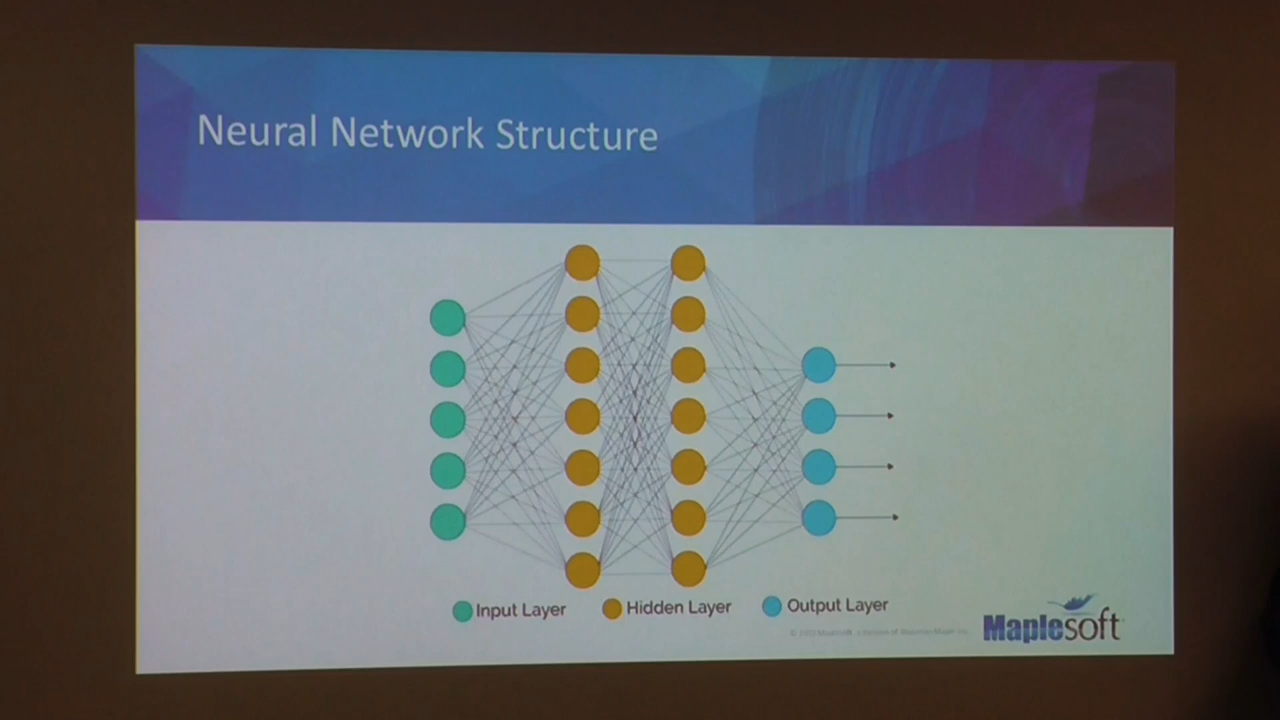 Neural Network Structure
Input Layer
Hidden Layer
Output Layer
Maplesoft